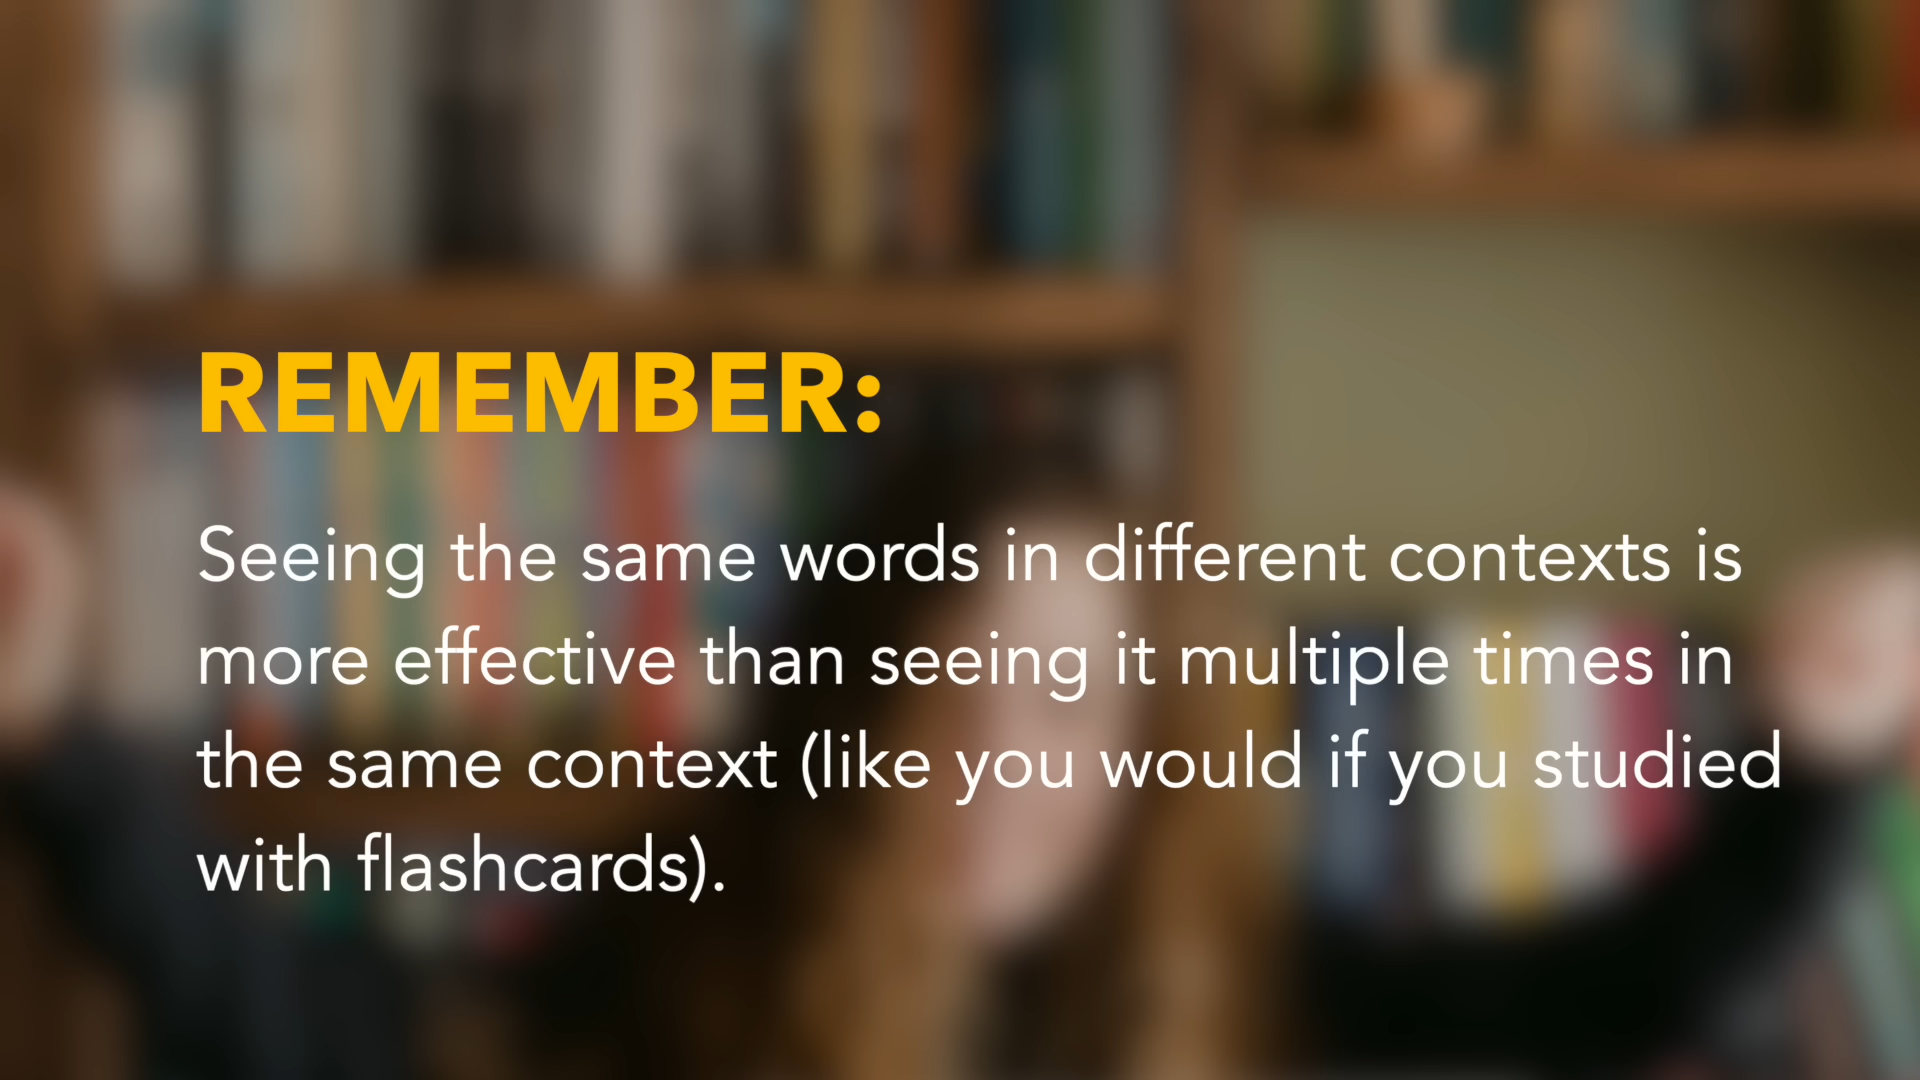 REMEMBER:
Seeing the same words in different contexts is
more effective than seeing it multiple times in
the same context (like you would if you studied
with flashcards).